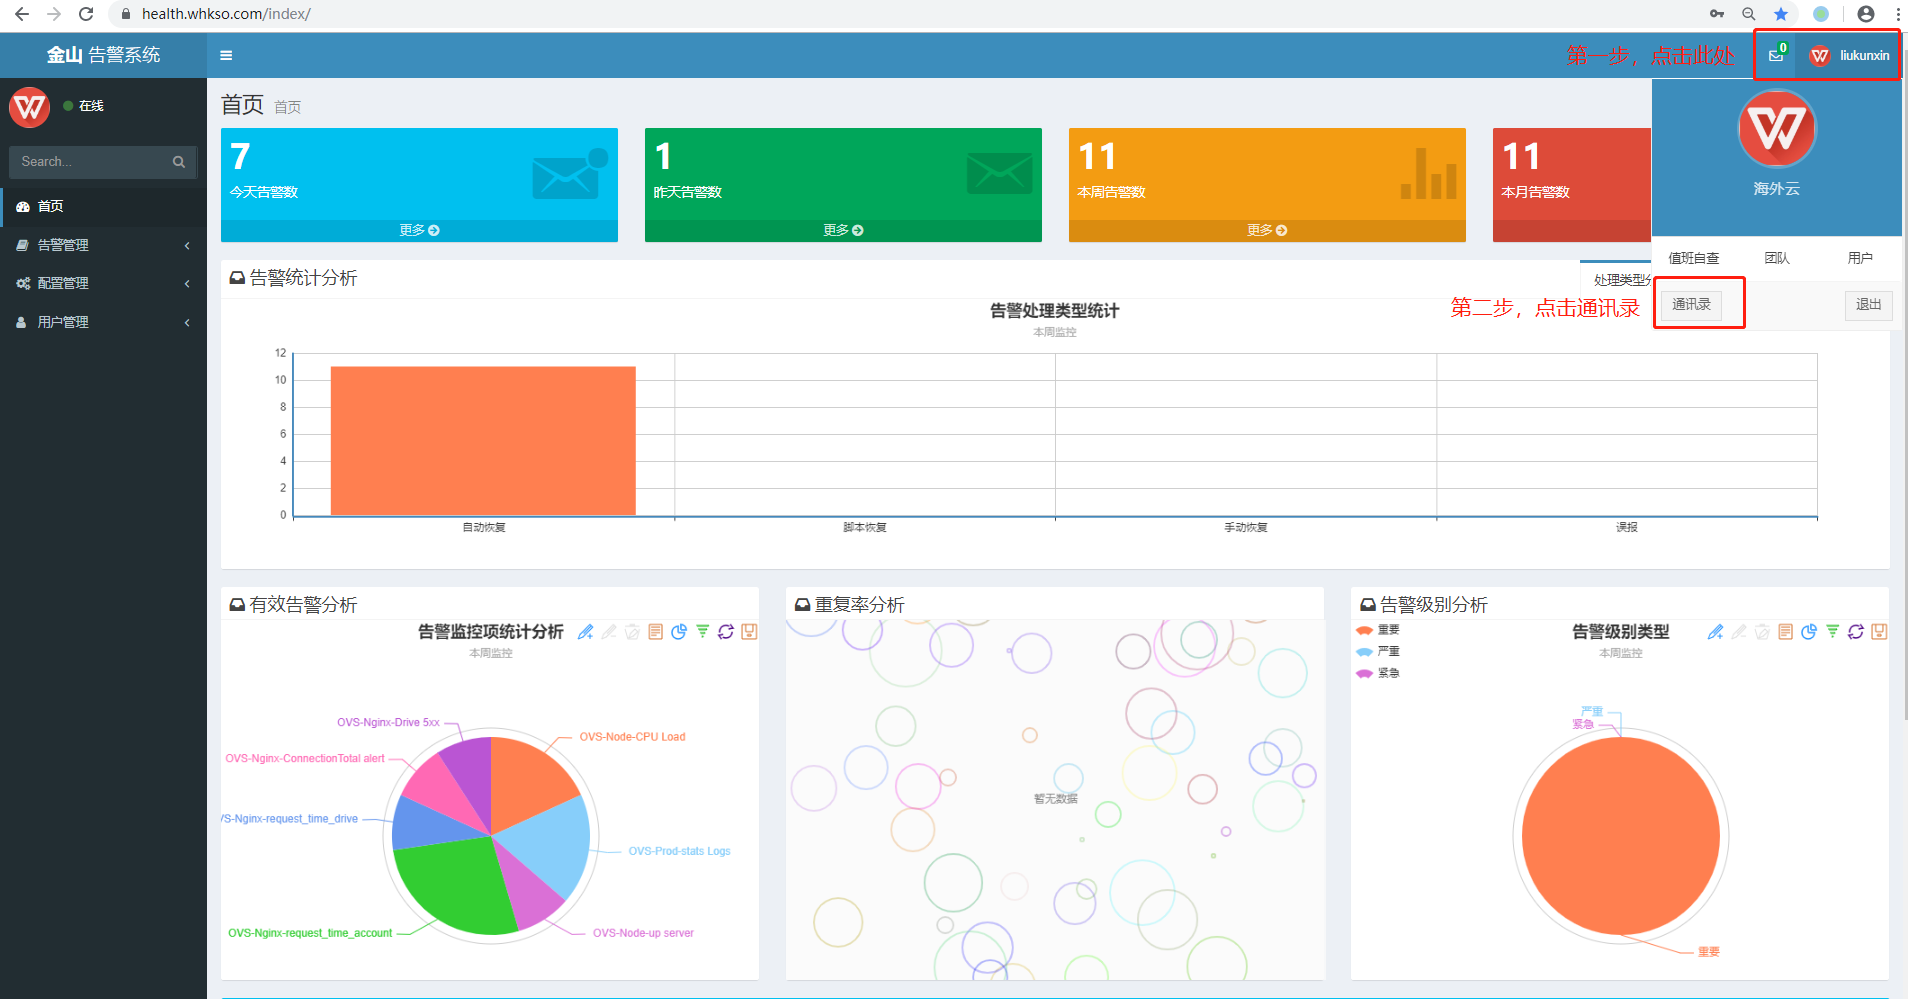 health.whkso.com/index/
金山 告警系统
第一步，点击此处
0
liukunxin
在线
Search...
首页
告警管理
配置管理
用户管理
首页 首页
7
今天告警数
更多
1
昨天告警数
更多
11
本周告警数
更多
11
本月告警数
海外云
值班自查 团队 用户
第二步，点击通讯录
通讯录
退出
告警统计分析
处理类型分
告警处理类型统计
本周监控
12
10
8
6
4
2
0
自动恢复 脚本恢复 手动恢复 误报
有效告警分析
告警监控项统计分析
本周监控
OVS-Nginx-Drive 5xx
OVS-Node-CPU Load
OVS-Nginx-ConnectionTotal alert
S-Nginx-request_time_drive
OVS-Prod-stats Logs
OVS-Nginx-request_time_account
OVS-Node-up server
重复率分析
暂无数据
告警级别分析
重要
严重
紧急
告警级别类型
本周监控
严重
紧急
重要